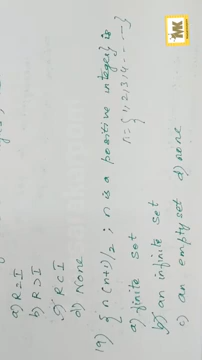 a) R = I
b) R ⊃ I
c) R ⊂ I
d) None
19) { n(n+1)/2 ; n is a positive integer} is
n = {1,2,3,4 - - - -}
a) finite set
b) an infinite set
c) an empty set d) none
MK